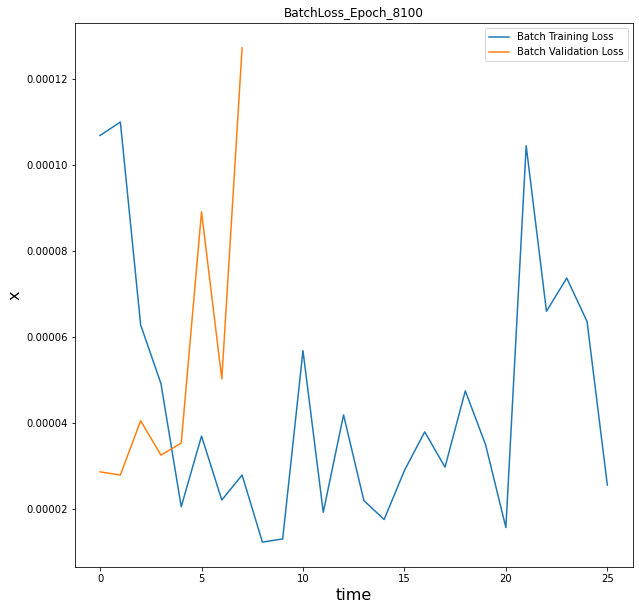 BatchLoss_Epoch_8100
Batch Training Loss
Batch Validation Loss
0.00012
0.00010
0.00008
0.00006
0.00004
0.00002
x
0 5 10 15 20 25
time